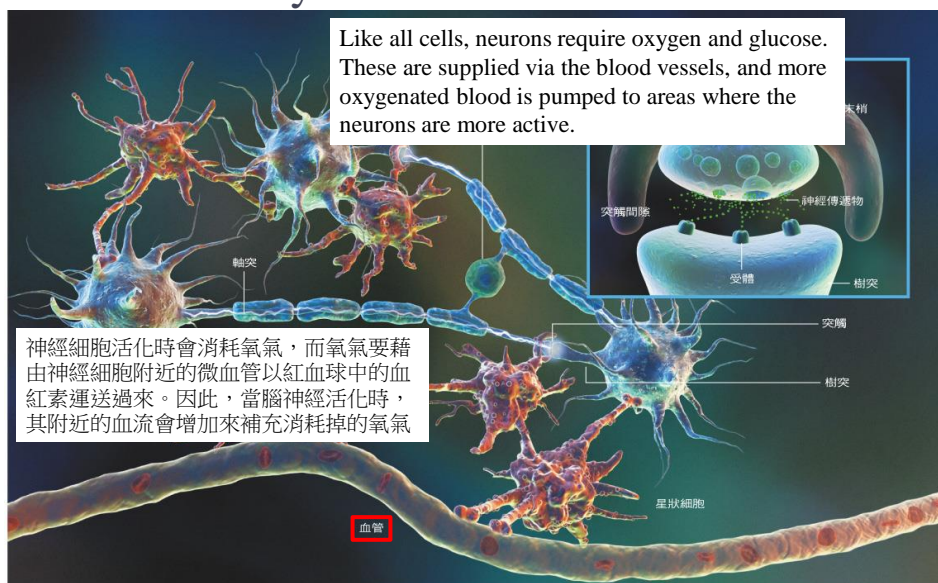 Like all cells, neurons require oxygen and glucose.
These are supplied via the blood vessels, and more
oxygenated blood is pumped to areas where the
neurons are more active.
末梢
神經傳遞物
突觸間隙
受體
樹突
軸突
突觸
樹突
神經細胞活化時會消耗氧氣，而氧氣要藉
由神經細胞附近的微血管以紅血球中的血
紅素運送過來。因此，當腦神經活化時，
其附近的血流會增加來補充消耗掉的氧氣
星狀細胞
血管